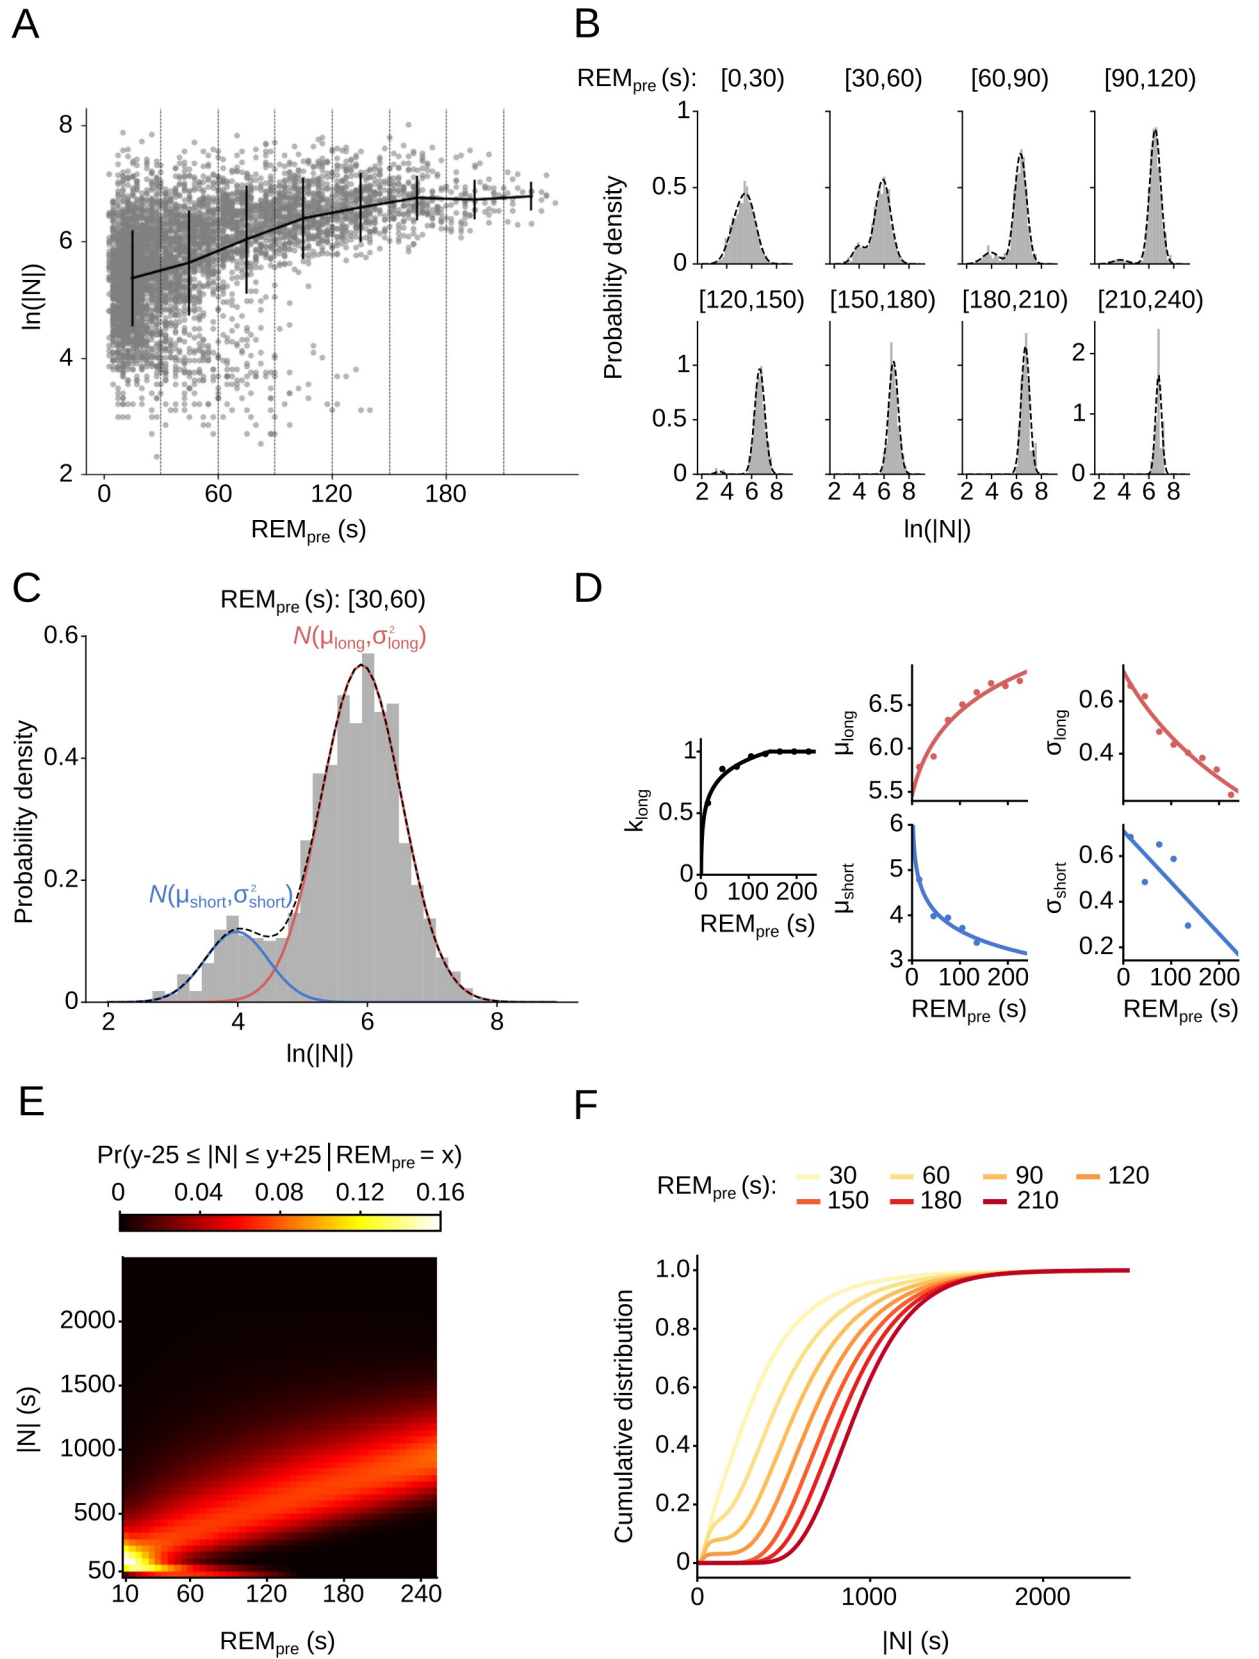 A
8
6
4
2
ln(|N|)
0 60 120 180
REMpre (s)
B
REMpre (s): [0,30) [30,60) [60,90) [90,120)
1
0.5
0
[120,150) [150,180) [180,210) [210,240)
1
0.5
0
2
1
0
Probability density
2 4 6 8 2 4 6 8 2 4 6 8 2 4 6 8
ln(|N|)
C
REMpre (s): [30,60)
N(μlong,σ²long)
N(μshort,σ²short)
0.6
0.4
0.2
0
Probability density
2 4 6 8
ln(|N|)
D
klong
1
0.5
0
0 100 200
REMpre (s)
μlong
6.5
6.0
5.5
σlong
0.6
0.4
μshort
6
5
4
3
0 100 200
REMpre (s)
σshort
0.6
0.4
0.2
0 100 200
REMpre (s)
E
Pr(y-25 ≤ |N| ≤ y+25|REMpre = x)
0 0.04 0.08 0.12 0.16
2000
1500
1000
500
50
|N| (s)
10 60 120 180 240
REMpre (s)
F
REMpre (s): 30 60 90 120
150 180 210
1.0
0.8
0.6
0.4
0.2
0
Cumulative distribution
0 1000 2000
|N| (s)